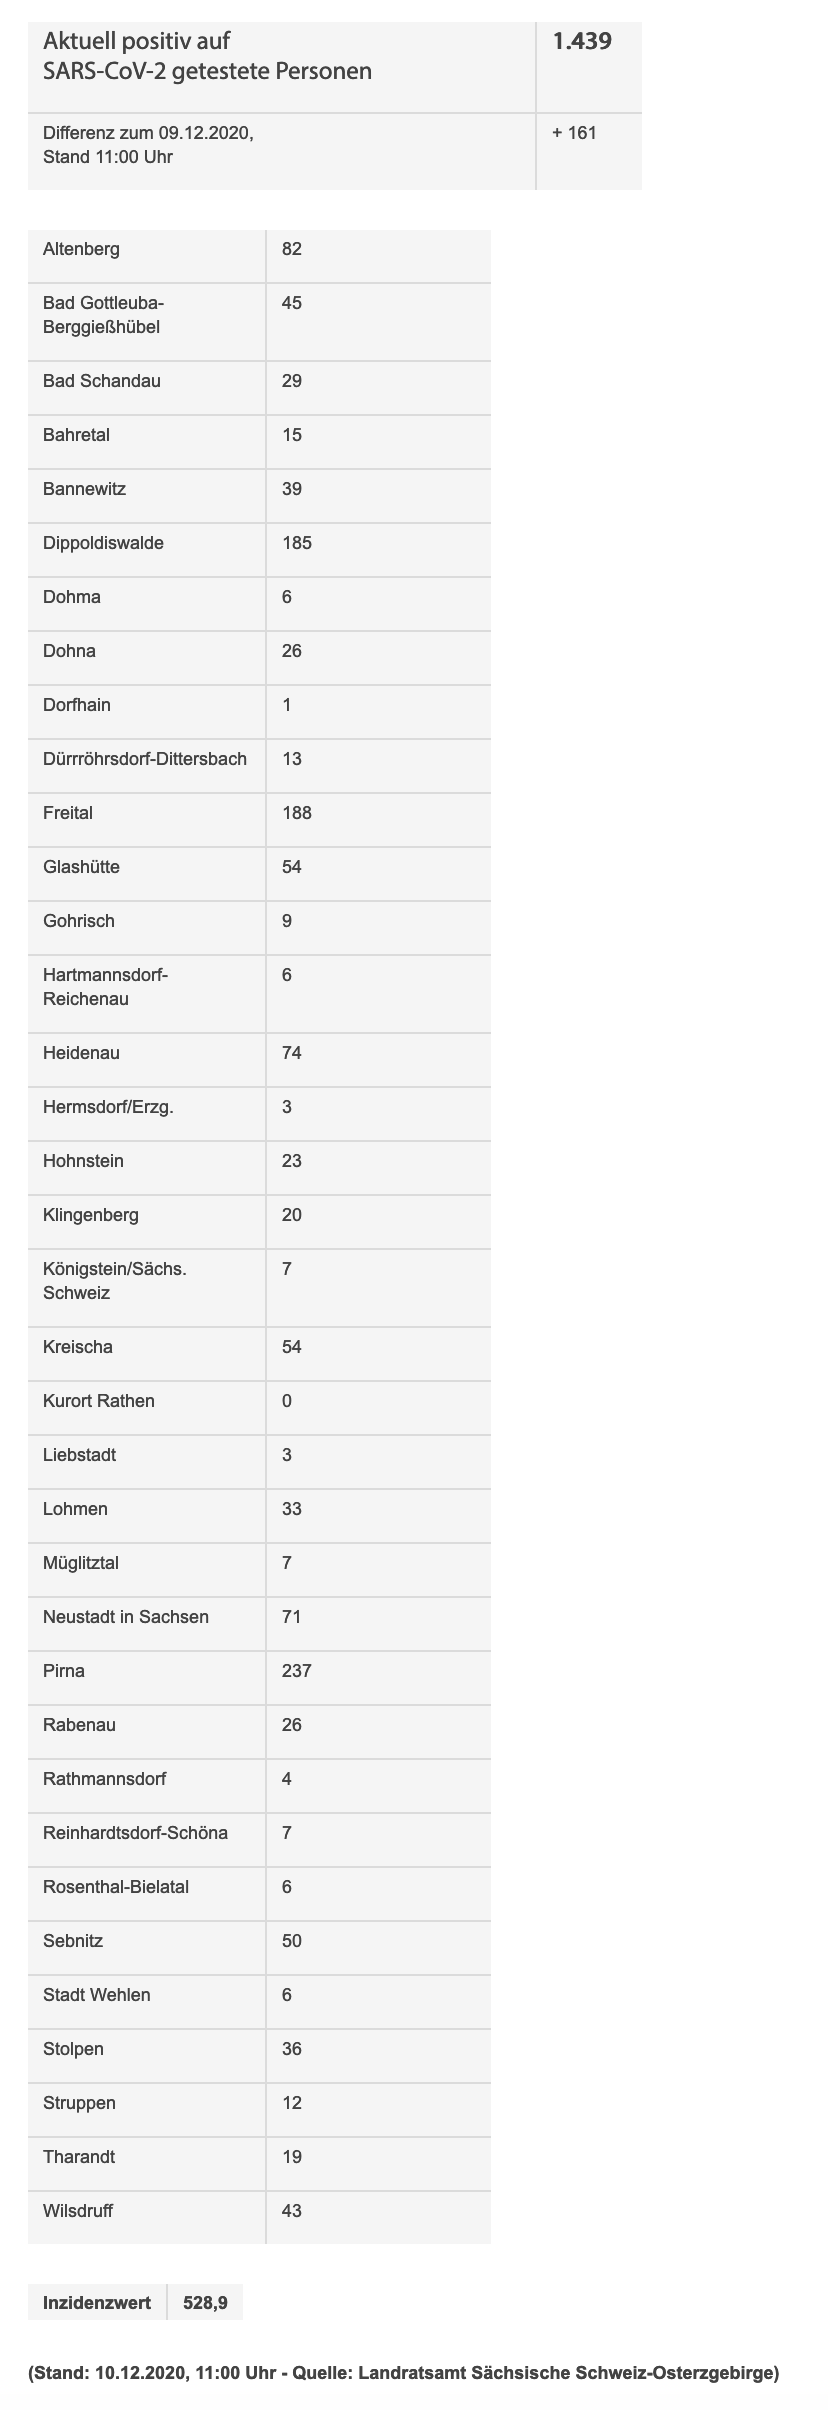 Aktuell positiv auf 1.439
SARS-CoV-2 getestete Personen
Differenz zum 09.12.2020, + 161
Stand 11:00 Uhr
Altenberg 82
Bad Gottleuba- 45
Berggießhübel
Bad Schandau 29
Bahretal 15
Bannewitz 39
Dippoldiswalde 185
Dohma 6
Dohna 26
Dorfhain 1
Dürrröhrsdorf-Dittersbach 13
Freital 188
Glashütte 54
Gohrisch 9
Hartmannsdorf- 6
Reichenau
Heidenau 74
Hermsdorf/Erzg. 3
Hohnstein 23
Klingenberg 20
Königstein/Sächs. 7
Schweiz
Kreischa 54
Kurort Rathen 0
Liebstadt 3
Lohmen 33
Müglitztal 7
Neustadt in Sachsen 71
Pirna 237
Rabenau 26
Rathmannsdorf 4
Reinhardtsdorf-Schöna 7
Rosenthal-Bielatal 6
Sebnitz 50
Stadt Wehlen 6
Stolpen 36
Struppen 12
Tharandt 19
Wilsdruff 43
Inzidenzwert 528,9
(Stand: 10.12.2020, 11:00 Uhr - Quelle: Landratsamt Sächsische Schweiz-Osterzgebirge)